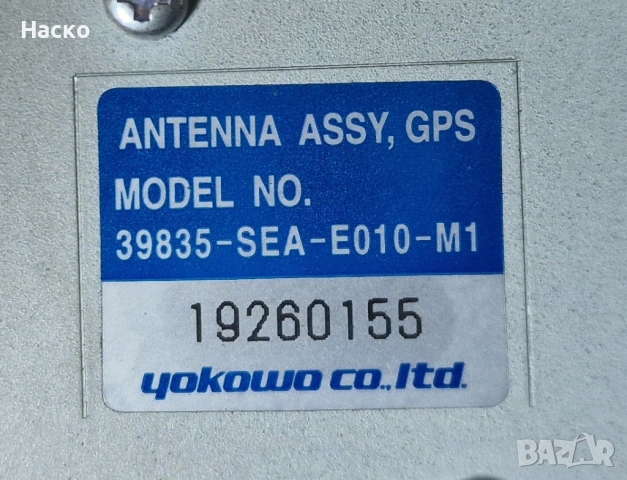 Наско
ANTENNA ASSY, GPS
MODEL NO.
39835-SEA-E010-M1
19260155
yokowo co.,ltd.
BAZAR